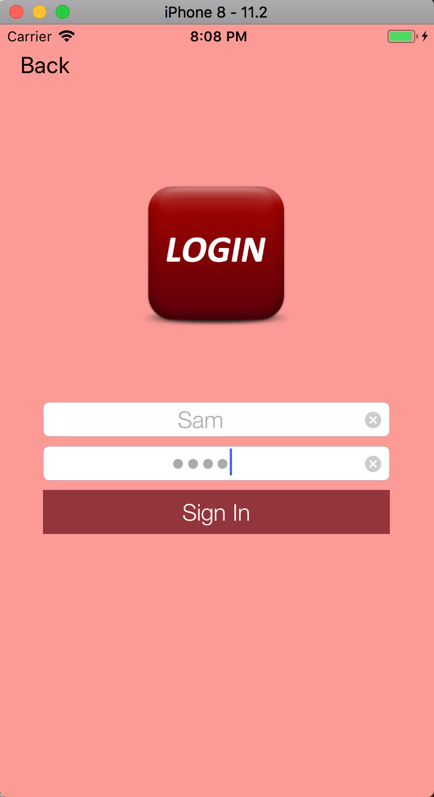 iPhone 8 - 11.2
Carrier 8:08 PM
Back
LOGIN
Sam
••••
Sign In